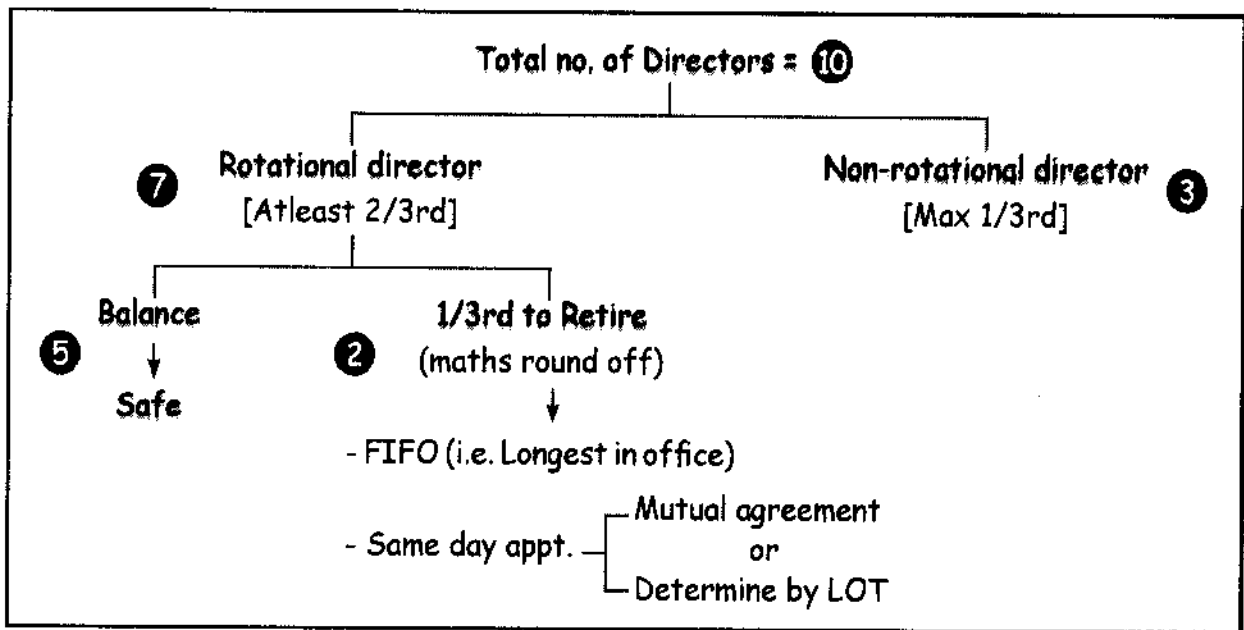 Total no. of Directors = 10
Rotational director
Non-rotational director
7
3
[Atleast 2/3rd]
[Max 1/3rd]
Balance
1/3rd to Retire
5
2
(maths round off)
Safe
- FIFO (i.e. Longest in office)
Mutual agreement
- Same day appt.
or
Determine by LOT